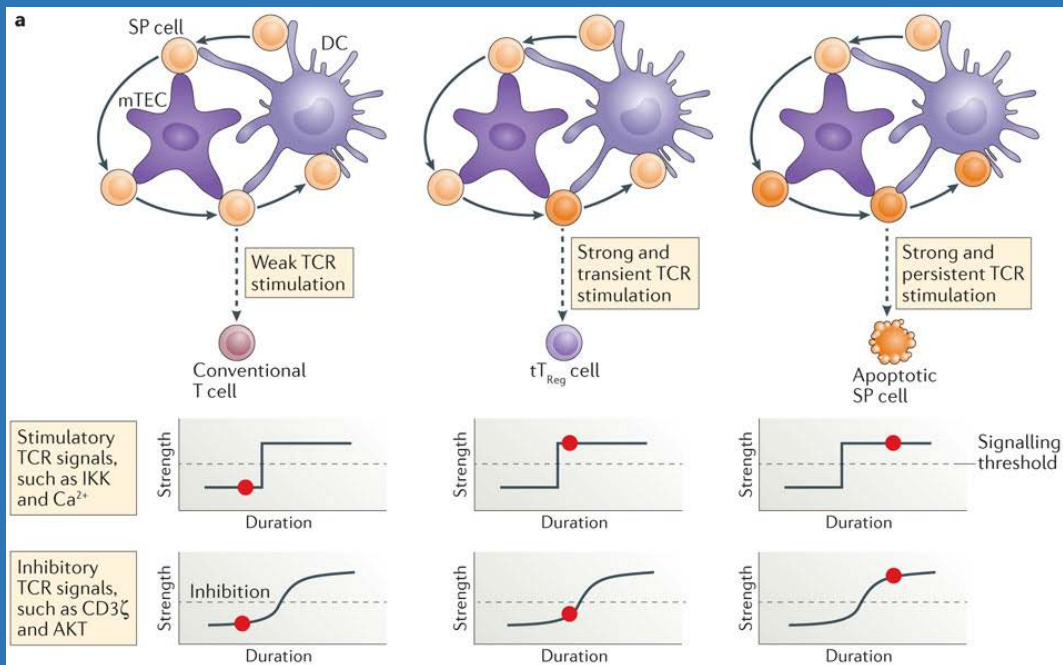 a
SP cell
DC
mTEC
Weak TCR
stimulation
Strong and
transient TCR
stimulation
Strong and
persistent TCR
stimulation
Conventional
T cell
tTReg cell
Apoptotic
SP cell
Stimulatory
TCR signals,
such as IKK
and Ca2+
Strength
Duration
Strength
Duration
Strength
Duration
Signalling
threshold
Inhibitory
TCR signals,
such as CD3ζ
and AKT
Strength
Inhibition
Duration
Strength
Duration
Strength
Duration